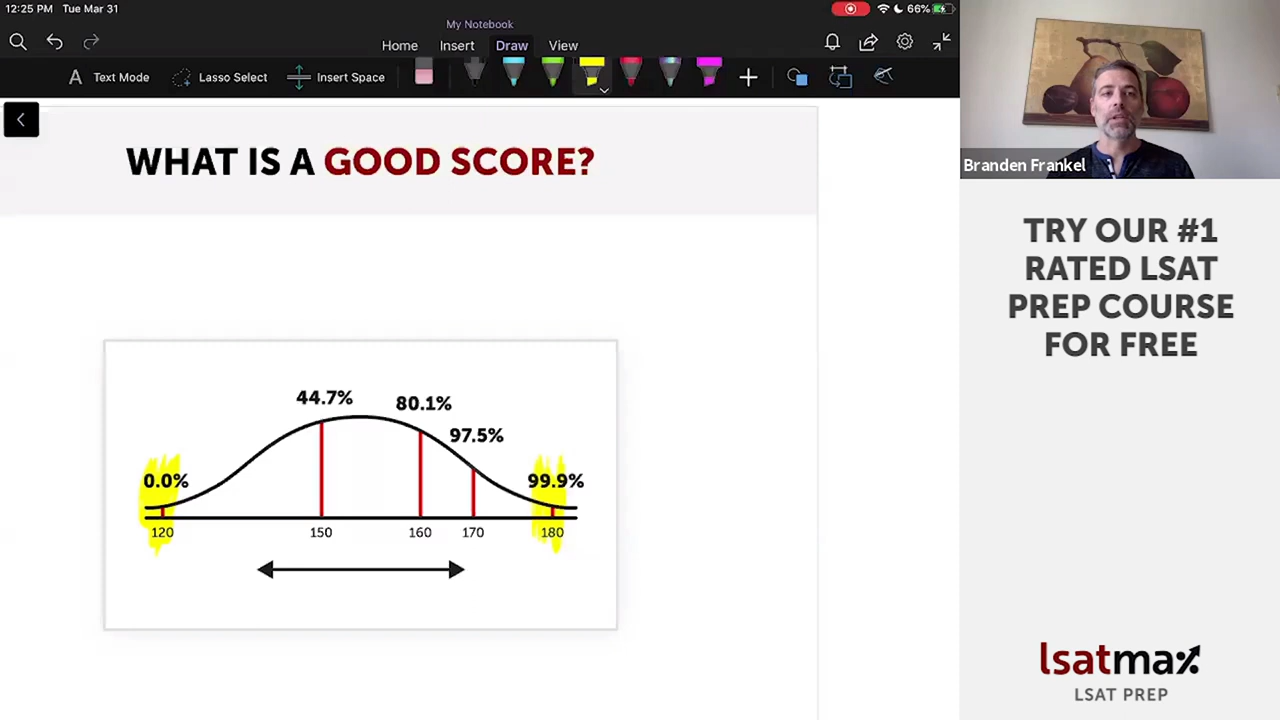 12:25 PM Tue Mar 31
66%
My Notebook
Home Insert Draw View
Text Mode Lasso Select Insert Space
WHAT IS A GOOD SCORE?
44.7% 80.1%
97.5%
0.0% 99.9%
120 150 160 170 180
Branden Frankel
TRY OUR #1
RATED LSAT
PREP COURSE
FOR FREE
lsatmax
LSAT PREP